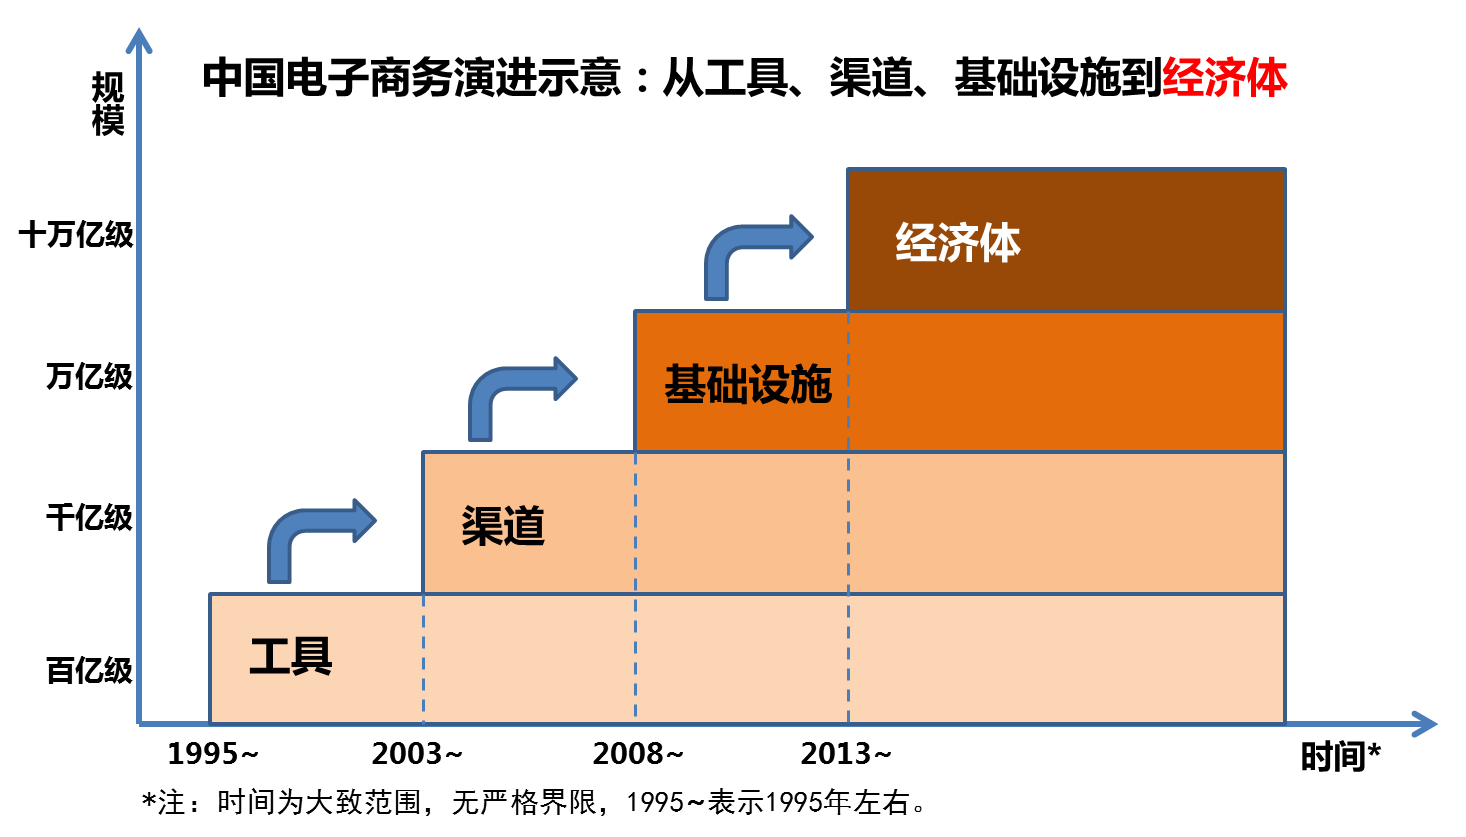 中国电子商务演进示意：从工具、渠道、基础设施到经济体
规模
十万亿级
经济体
万亿级
基础设施
千亿级
渠道
百亿级
工具
1995~
2003~
2008~
2013~
时间*
*注：时间为大致范围，无严格界限，1995~表示1995年左右。